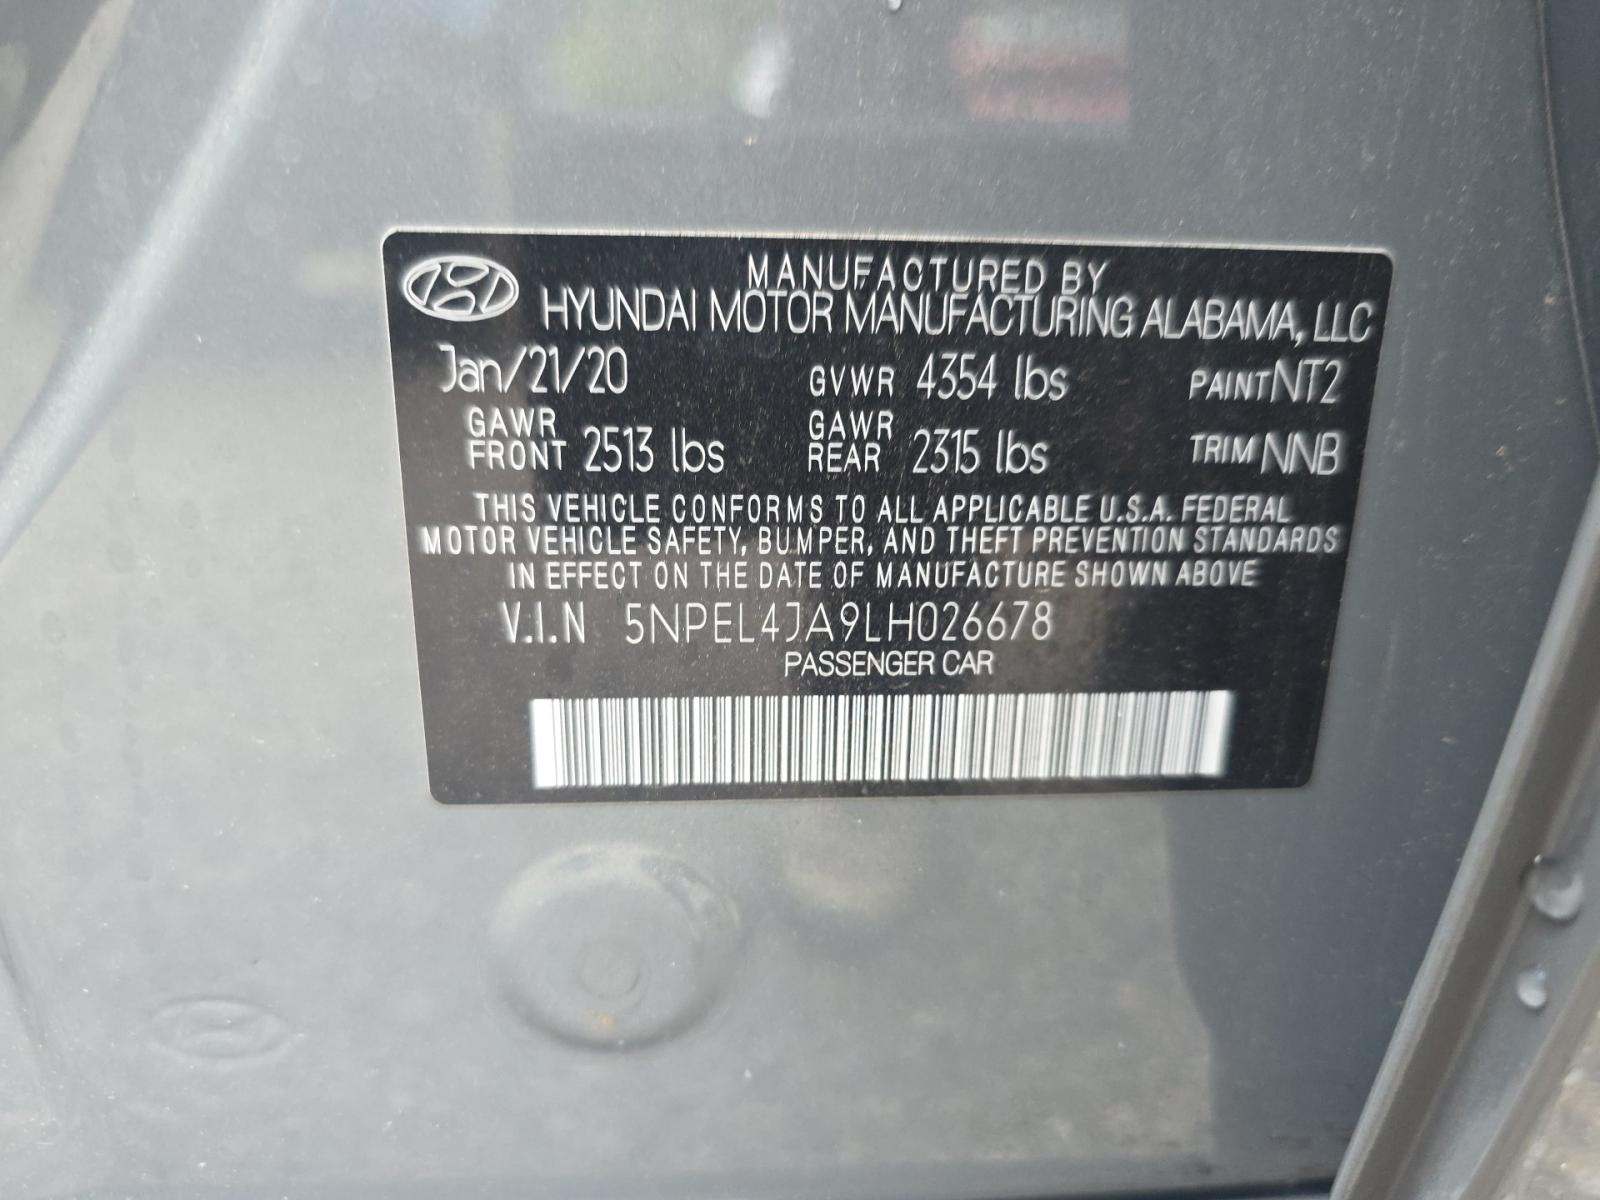 MANUFACTURED BY
HYUNDAI MOTOR MANUFACTURING ALABAMA, LLC
Jan/21/20 GVWR 4354 lbs PAINT NT2
GAWR FRONT 2513 lbs GAWR REAR 2315 lbs TRIM NNB
THIS VEHICLE CONFORMS TO ALL APPLICABLE U.S.A. FEDERAL
MOTOR VEHICLE SAFETY, BUMPER, AND THEFT PREVENTION STANDARDS
IN EFFECT ON THE DATE OF MANUFACTURE SHOWN ABOVE
V.I.N 5NPEL4JA9LH026678
PASSENGER CAR